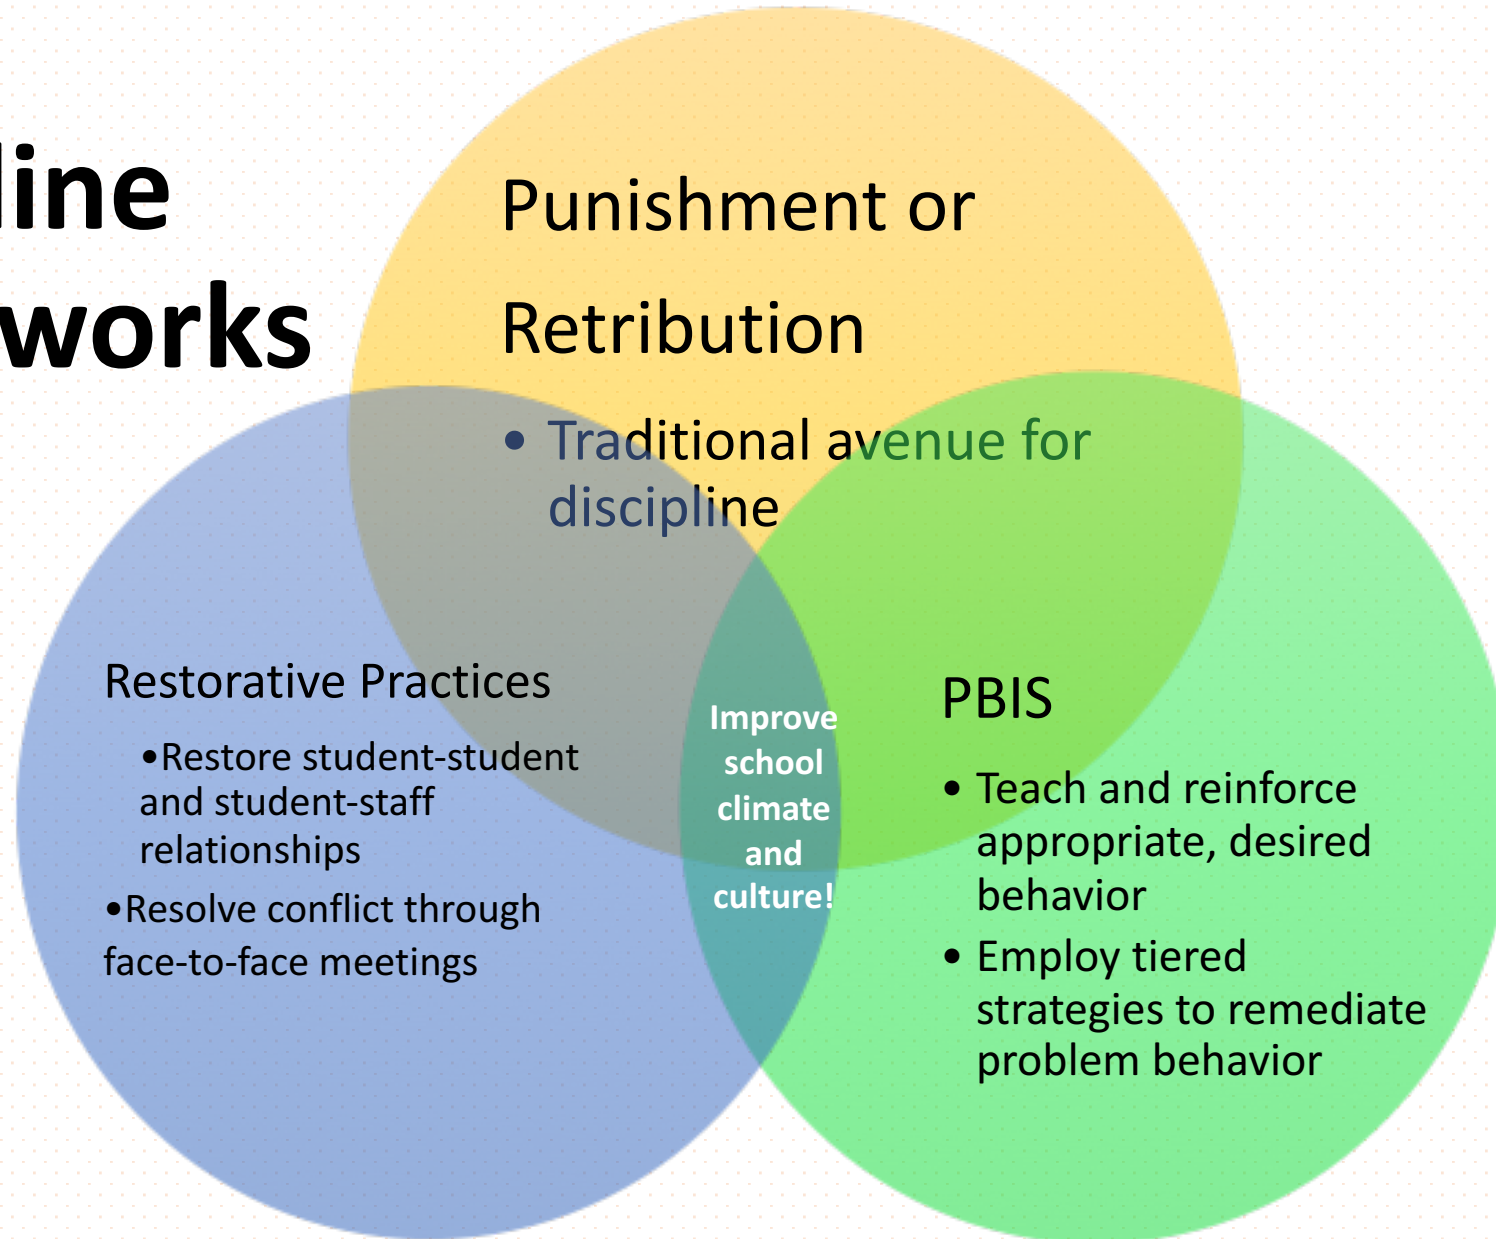 line
works
Punishment or
Retribution
• Traditional avenue for
discipline
Restorative Practices
•Restore student-student
and student-staff
relationships
•Resolve conflict through
face-to-face meetings
Improve
school
climate
and
culture!
PBIS
• Teach and reinforce
appropriate, desired
behavior
• Employ tiered
strategies to remediate
problem behavior